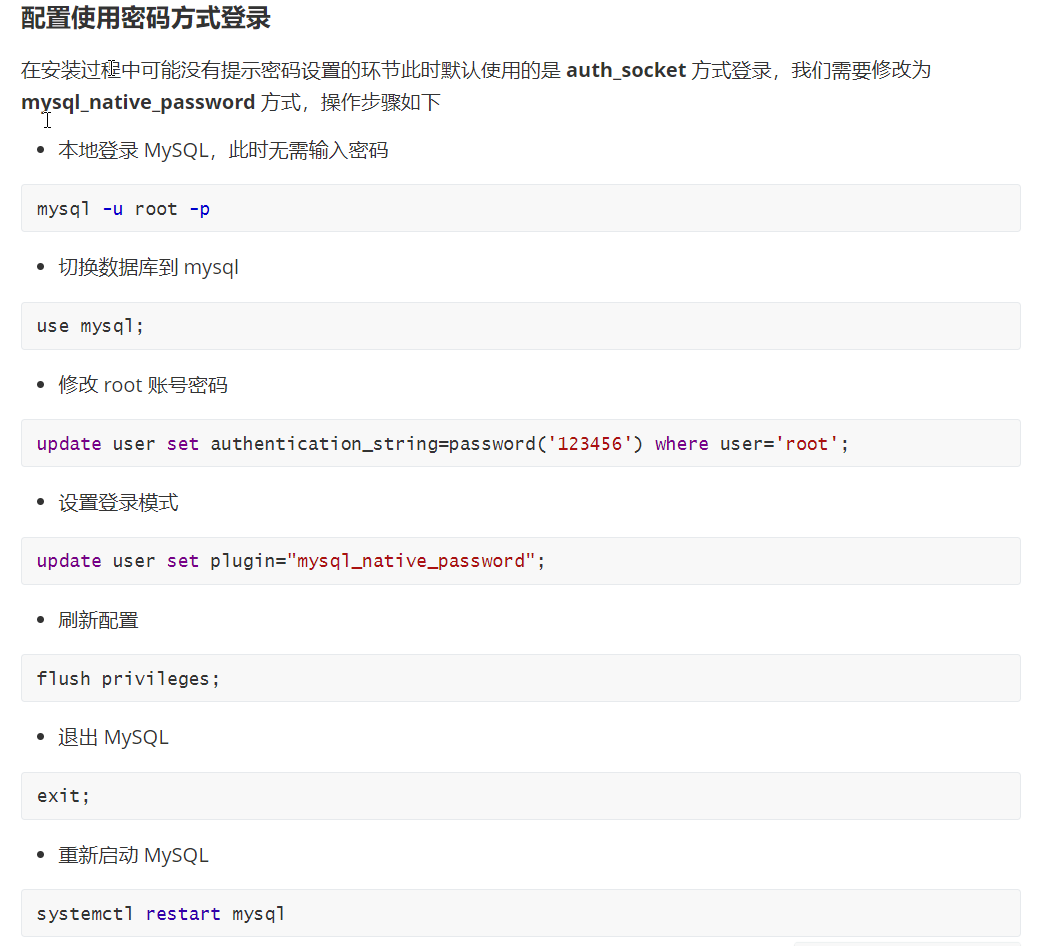 配置使用密码方式登录
在安装过程中可能没有提示密码设置的环节此时默认使用的是 auth_socket 方式登录，我们需要修改为
mysql_native_password 方式，操作步骤如下
本地登录 MySQL，此时无需输入密码
mysql -u root -p
切换数据库到 mysql
use mysql;
修改 root 账号密码
update user set authentication_string=password('123456') where user='root';
设置登录模式
update user set plugin="mysql_native_password";
刷新配置
flush privileges;
退出 MySQL
exit;
重新启动 MySQL
systemctl restart mysql